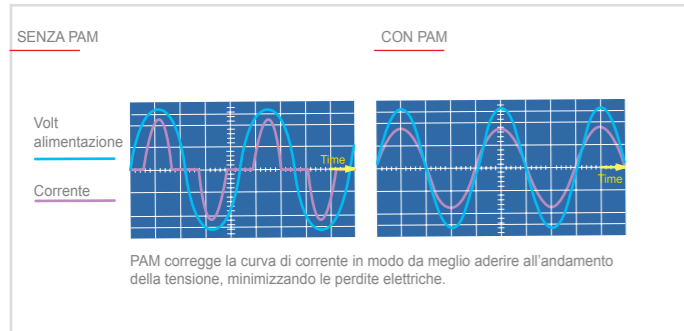 SENZA PAM
CON PAM
Volt
alimentazione
Corrente
Time
Time
PAM corregge la curva di corrente in modo da meglio aderire all'andamento
della tensione, minimizzando le perdite elettriche.